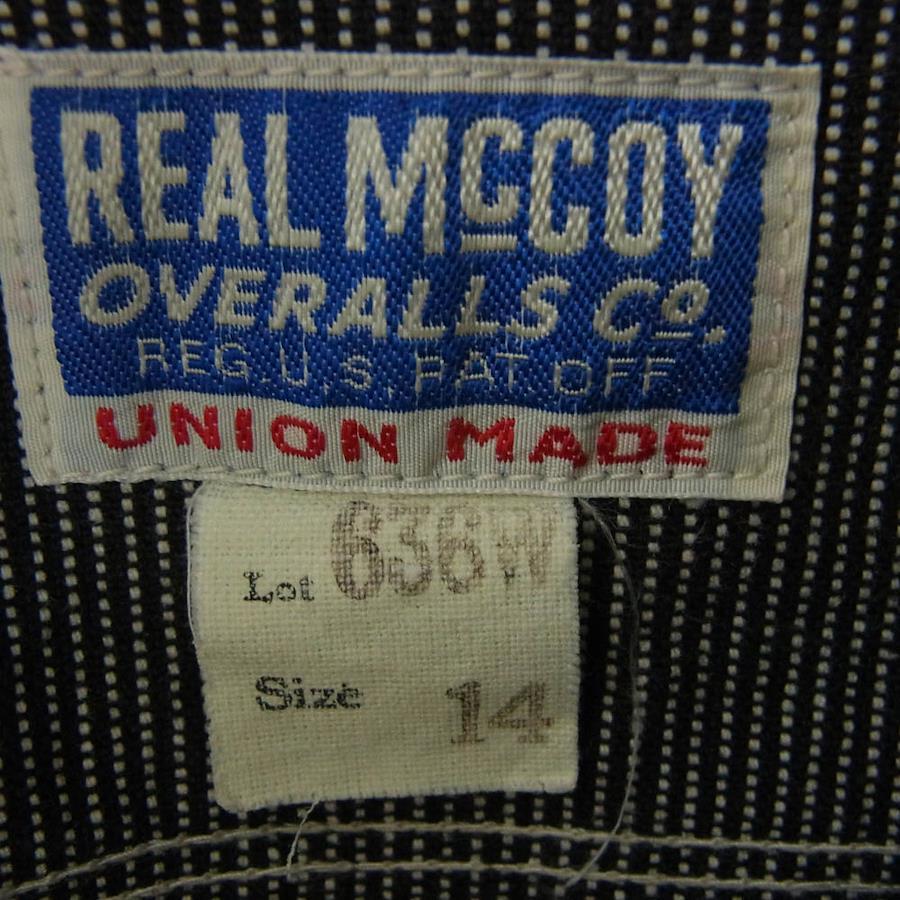 REAL McCOY
OVERALLS Co.
REG. U.S. PAT. OFF
UNION MADE
Lot 636W
Size 14